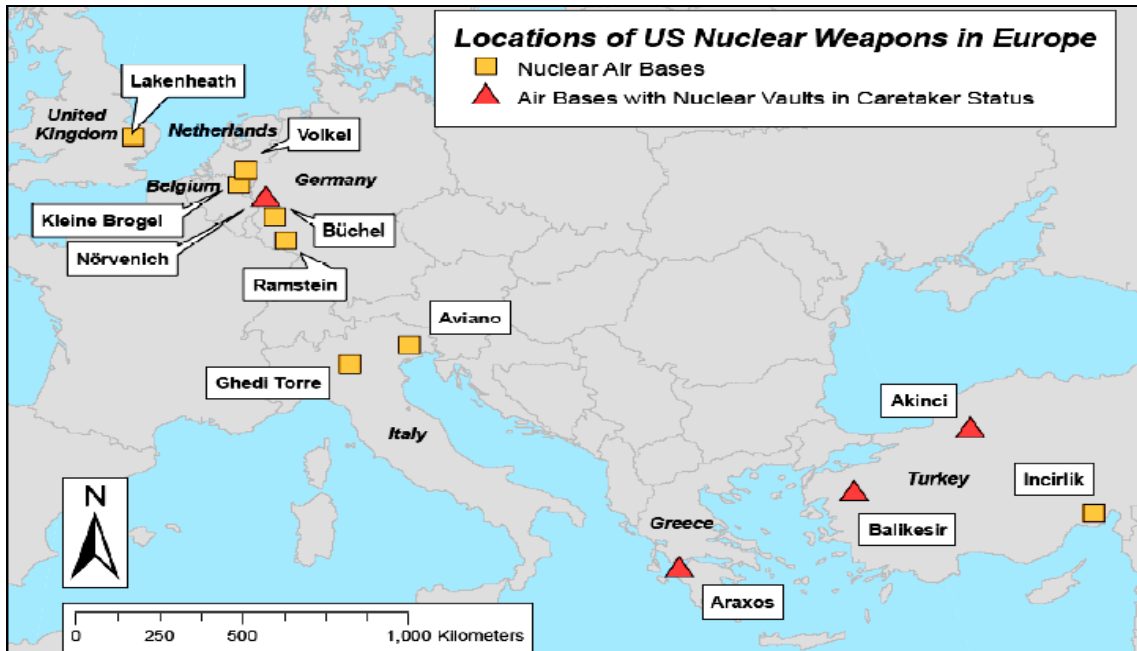 Locations of US Nuclear Weapons in Europe
Nuclear Air Bases
Air Bases with Nuclear Vaults in Caretaker Status
Lakenheath
United
Kingdom
Netherlands
Volkel
Belgium
Germany
Kleine Brogel
Büchel
Nörvenich
Ramstein
Aviano
Ghedi Torre
Italy
Akinci
Turkey
Incirlik
Balikesir
Greece
Araxos
N
0 250 500 1,000 Kilometers